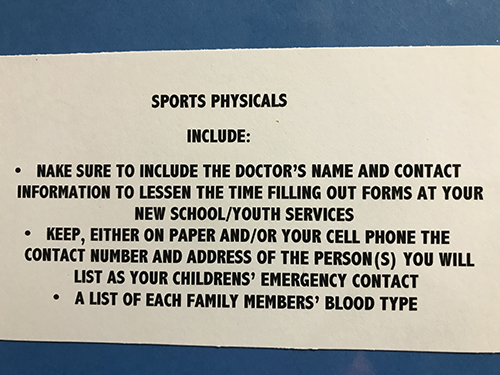 SPORTS PHYSICALS
INCLUDE:
• NAKE SURE TO INCLUDE THE DOCTOR'S NAME AND CONTACT
INFORMATION TO LESSEN THE TIME FILLING OUT FORMS AT YOUR
NEW SCHOOL/YOUTH SERVICES
• KEEP, EITHER ON PAPER AND/OR YOUR CELL PHONE THE
CONTACT NUMBER AND ADDRESS OF THE PERSON(S) YOU WILL
LIST AS YOUR CHILDRENS' EMERGENCY CONTACT
• A LIST OF EACH FAMILY MEMBERS' BLOOD TYPE